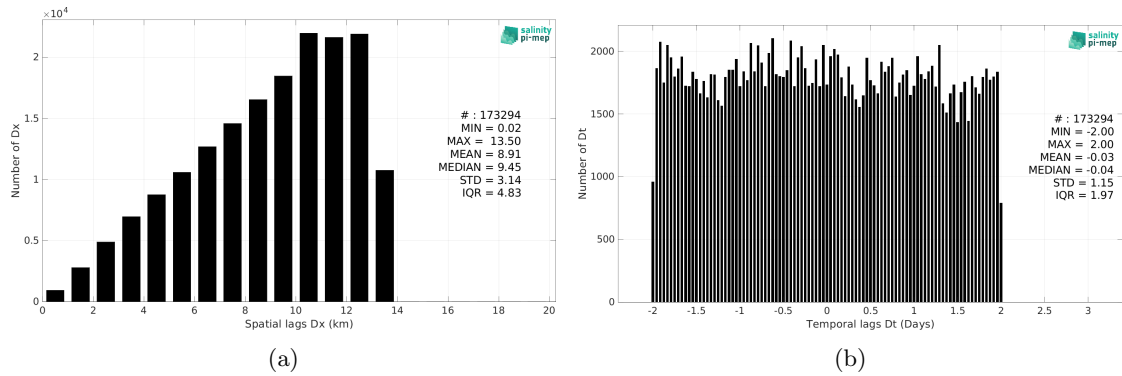 ×10⁴
salinity
pi-mep
2
1.5
1
0.5
0
Number of Dx
# : 173294
MIN = 0.02
MAX = 13.50
MEAN = 8.91
MEDIAN = 9.45
STD = 3.14
IQR = 4.83
0 2 4 6 8 10 12 14 16 18 20
Spatial lags Dx (km)
(a)
salinity
pi-mep
2000
1500
1000
500
0
Number of Dt
# : 173294
MIN = -2.00
MAX = 2.00
MEAN = -0.03
MEDIAN = -0.04
STD = 1.15
IQR = 1.97
-2 -1.5 -1 -0.5 0 0.5 1 1.5 2 2.5 3
Temporal lags Dt (Days)
(b)